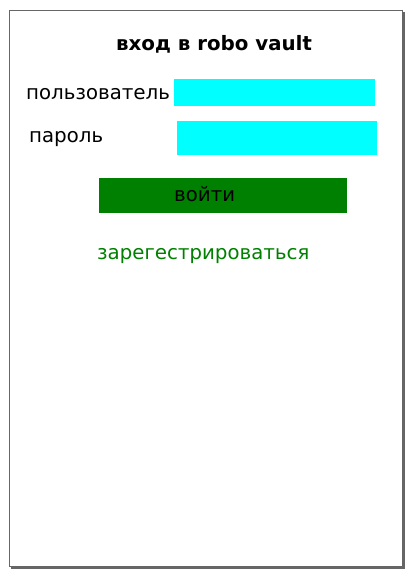 вход в robo vault
пользователь
пароль
войти
зарегестрироваться